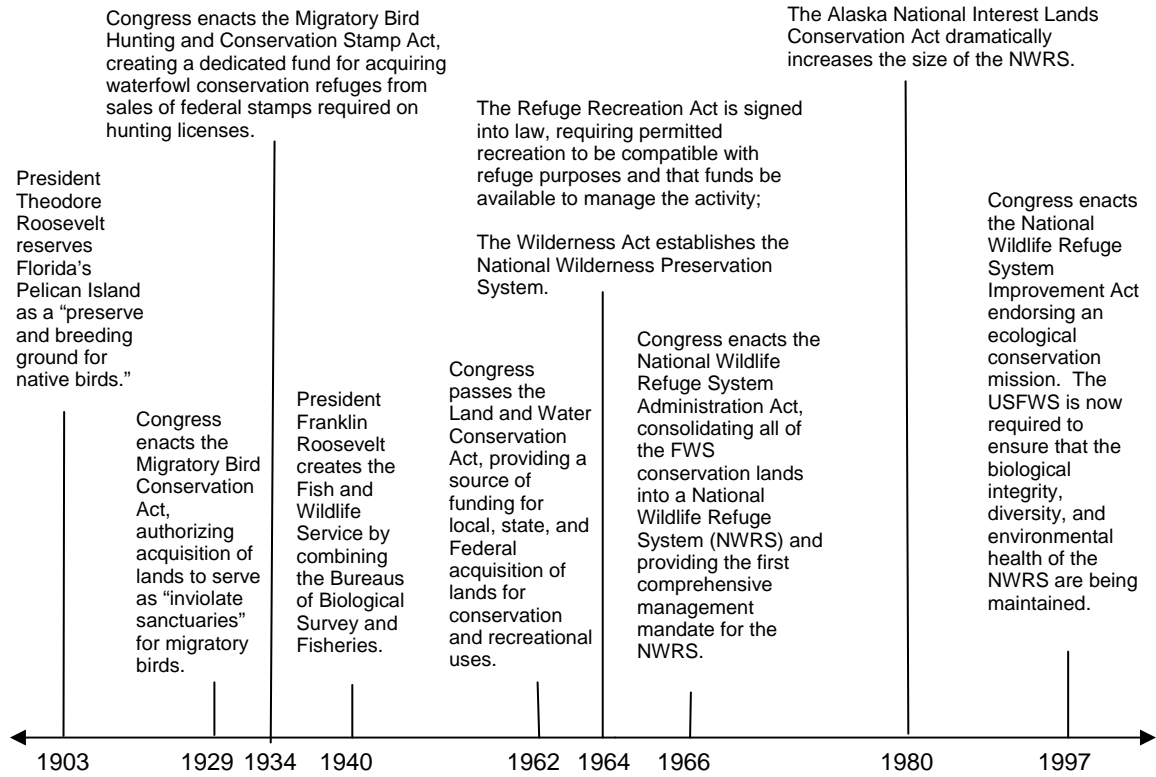 Congress enacts the Migratory Bird
Hunting and Conservation Stamp Act,
creating a dedicated fund for acquiring
waterfowl conservation refuges from
sales of federal stamps required on
hunting licenses.
The Alaska National Interest Lands
Conservation Act dramatically
increases the size of the NWRS.
The Refuge Recreation Act is signed
into law, requiring permitted
recreation to be compatible with
refuge purposes and that funds be
available to manage the activity;
The Wilderness Act establishes the
National Wilderness Preservation
System.
President
Theodore
Roosevelt
reserves
Florida’s
Pelican Island
as a “preserve
and breeding
ground for
native birds.”
Congress
enacts the
Migratory Bird
Conservation
Act,
authorizing
acquisition of
lands to serve
as “inviolate
sanctuaries”
for migratory
birds.
President
Franklin
Roosevelt
creates the
Fish and
Wildlife
Service by
combining
the Bureaus
of Biological
Survey and
Fisheries.
Congress
passes the
Land and Water
Conservation
Act, providing a
source of
funding for
local, state, and
Federal
acquisition of
lands for
conservation
and recreational
uses.
Congress enacts the
National Wildlife
Refuge System
Administration Act,
consolidating all of
the FWS
conservation lands
into a National
Wildlife Refuge
System (NWRS) and
providing the first
comprehensive
management
mandate for the
NWRS.
Congress enacts
the National
Wildlife Refuge
System
Improvement Act
endorsing an
ecological
conservation
mission.  The
USFWS is now
required to
ensure that the
biological
integrity,
diversity, and
environmental
health of the
NWRS are being
maintained.
1903 1929 1934 1940 1962 1964 1966 1980 1997